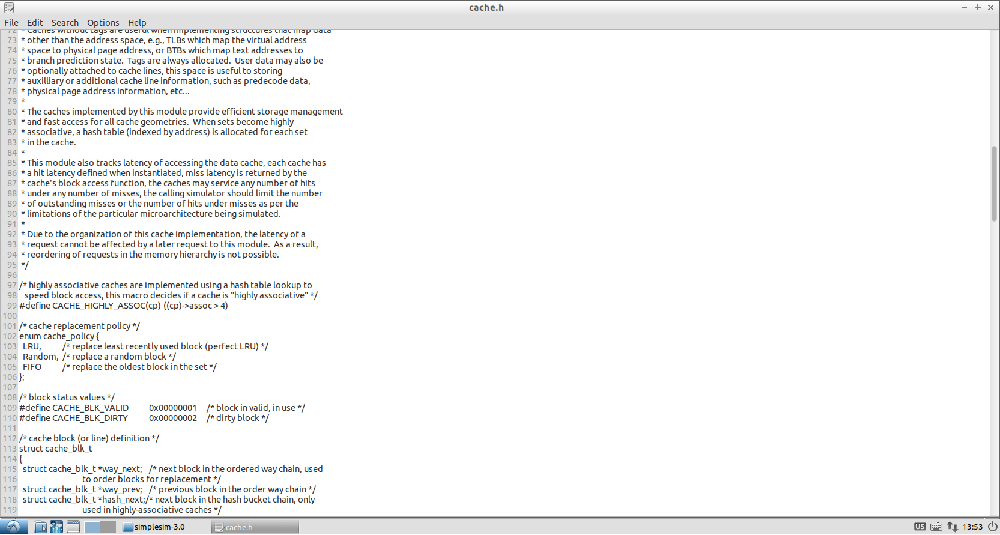 cache.h
File Edit Search Options Help
72 * Caches without tags are useful when implementing structures that map data
73 * other than the address space, e.g., TLBs which map the virtual address
74 * space to physical page address, or BTBs which map text addresses to
75 * branch prediction state.  Tags are always allocated.  User data may also be
76 * optionally attached to cache lines, this space is useful to storing
77 * auxilliary or additional cache line information, such as predecode data,
78 * physical page address information, etc...
79 *
80 * The caches implemented by this module provide efficient storage management
81 * and fast access for all cache geometries.  When sets become highly
82 * associative, a hash table (indexed by address) is allocated for each set
83 * in the cache.
84 *
85 * This module also tracks latency of accessing the data cache, each cache has
86 * a hit latency defined when instantiated, miss latency is returned by the
87 * cache's block access function, the caches may service any number of hits
88 * under any number of misses, the calling simulator should limit the number
89 * of outstanding misses or the number of hits under misses as per the
90 * limitations of the particular microarchitecture being simulated.
91 *
92 * Due to the organization of this cache implementation, the latency of a
93 * request cannot be affected by a later request to this module.  As a result,
94 * reordering of requests in the memory hierarchy is not possible.
95 */
96
97 /* highly associative caches are implemented using a hash table lookup to
98 speed block access, this macro decides if a cache is "highly associative" */
99 #define CACHE_HIGHLY_ASSOC(cp) ((cp)->assoc > 4)
100
101 /* cache replacement policy */
102 enum cache_policy {
103 LRU, /* replace least recently used block (perfect LRU) */
104 Random, /* replace a random block */
105 FIFO /* replace the oldest block in the set */
106 };
107
108 /* block status values */
109 #define CACHE_BLK_VALID 0x00000001 /* block in valid, in use */
110 #define CACHE_BLK_DIRTY 0x00000002 /* dirty block */
111
112 /* cache block (or line) definition */
113 struct cache_blk_t
114 {
115 struct cache_blk_t *way_next; /* next block in the ordered way chain, used
116 to order blocks for replacement */
117 struct cache_blk_t *way_prev; /* previous block in the order way chain */
118 struct cache_blk_t *hash_next;/* next block in the hash bucket chain, only
119 used in highly-associative caches */
simplesim-3.0 cache.h US 13:53